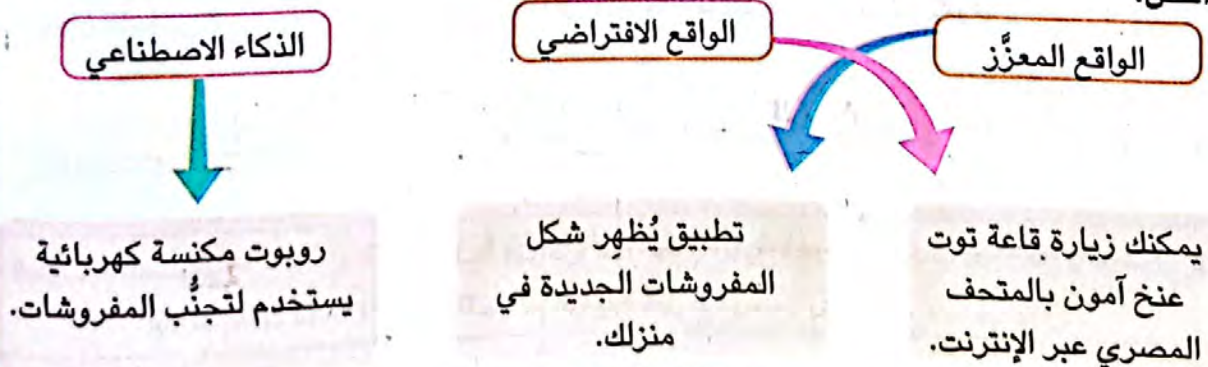 الواقع المعزَّز
الواقع الافتراضي
الذكاء الاصطناعي
يمكنك زيارة قاعة توت
عنخ آمون بالمتحف
المصري عبر الإنترنت.
تطبيق يُظهِر شكل
المفروشات الجديدة في
منزلك.
روبوت مكنسة كهربائية
يستخدم لتجنُّب المفروشات.